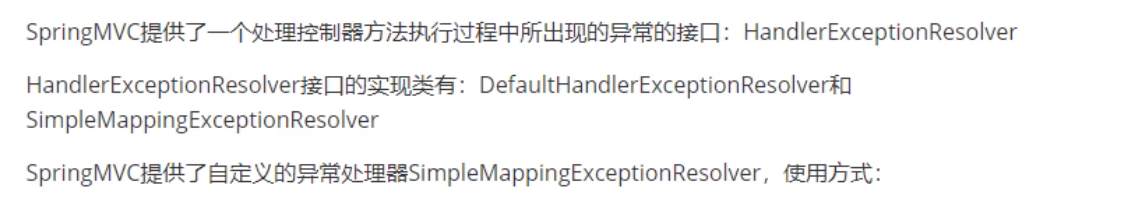 SpringMVC提供了一个处理控制器方法执行过程中所出现的异常的接口：HandlerExceptionResolver
HandlerExceptionResolver接口的实现类有：DefaultHandlerExceptionResolver和
SimpleMappingExceptionResolver
SpringMVC提供了自定义的异常处理器SimpleMappingExceptionResolver，使用方式：